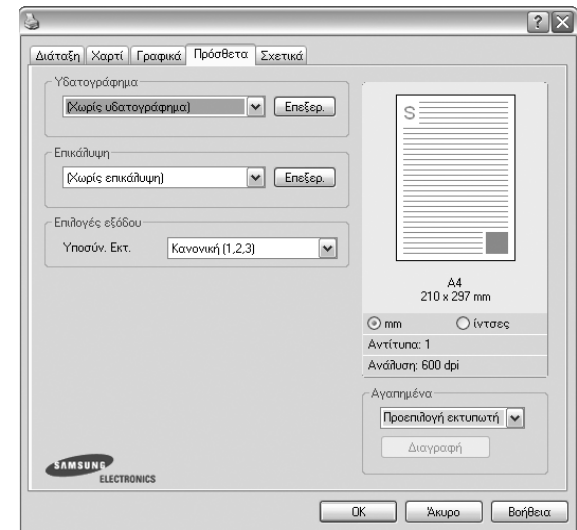 Διάταξη Χαρτί Γραφικά Πρόσθετα Σχετικά
Υδατογράφημα
(Χωρίς υδατογράφημα) Επεξερ.
Επικάλυψη
(Χωρίς επικάλυψη) Επεξερ.
Επιλογές εξόδου
Υποσύν. Εκτ. Κανονική (1,2,3)
S
A4
210 x 297 mm
mm ίντσες
Αντίτυπα: 1
Ανάλυση: 600 dpi
Αγαπημένα
Προεπιλογή εκτυπωτή
Διαγραφή
SAMSUNG
ELECTRONICS
OK Άκυρο Βοήθεια